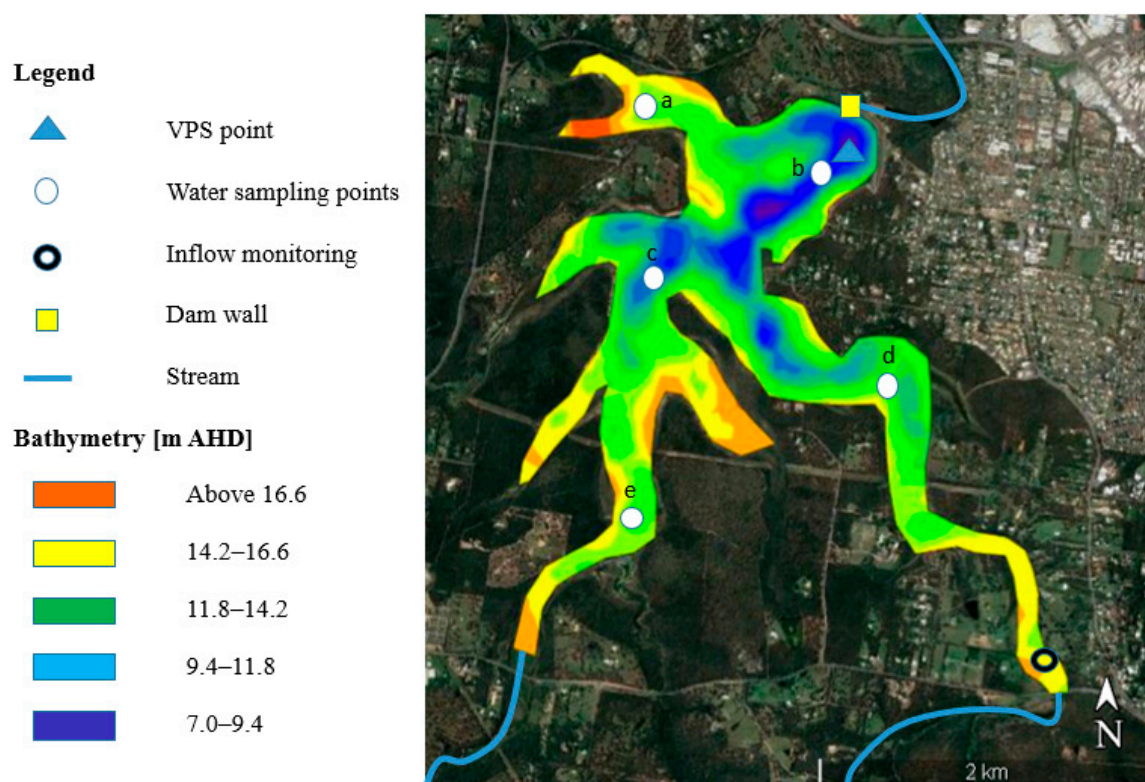 Legend
VPS point
Water sampling points
Inflow monitoring
Dam wall
Stream
Bathymetry [m AHD]
Above 16.6
14.2–16.6
11.8–14.2
9.4–11.8
7.0–9.4
a
b
c
d
e
N
2 km